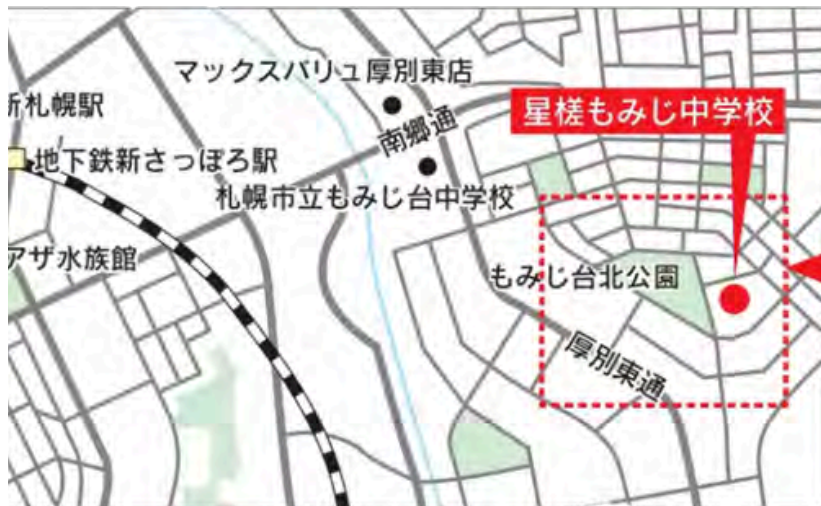 マックスバリュ厚別東店
新札幌駅
南郷通
星槎もみじ中学校
地下鉄新さっぽろ駅
札幌市立もみじ台中学校
アザ水族館
もみじ台北公園
厚別東通